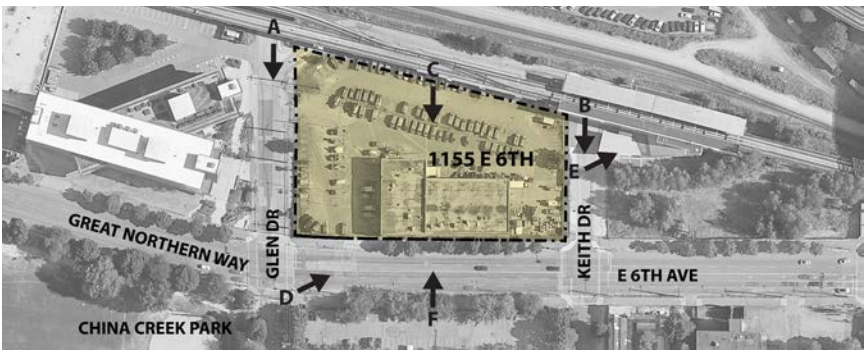 A
C
B
1155 E 6TH
E
GREAT NORTHERN WAY
GLEN DR
KEITH DR
E 6TH AVE
D
F
CHINA CREEK PARK